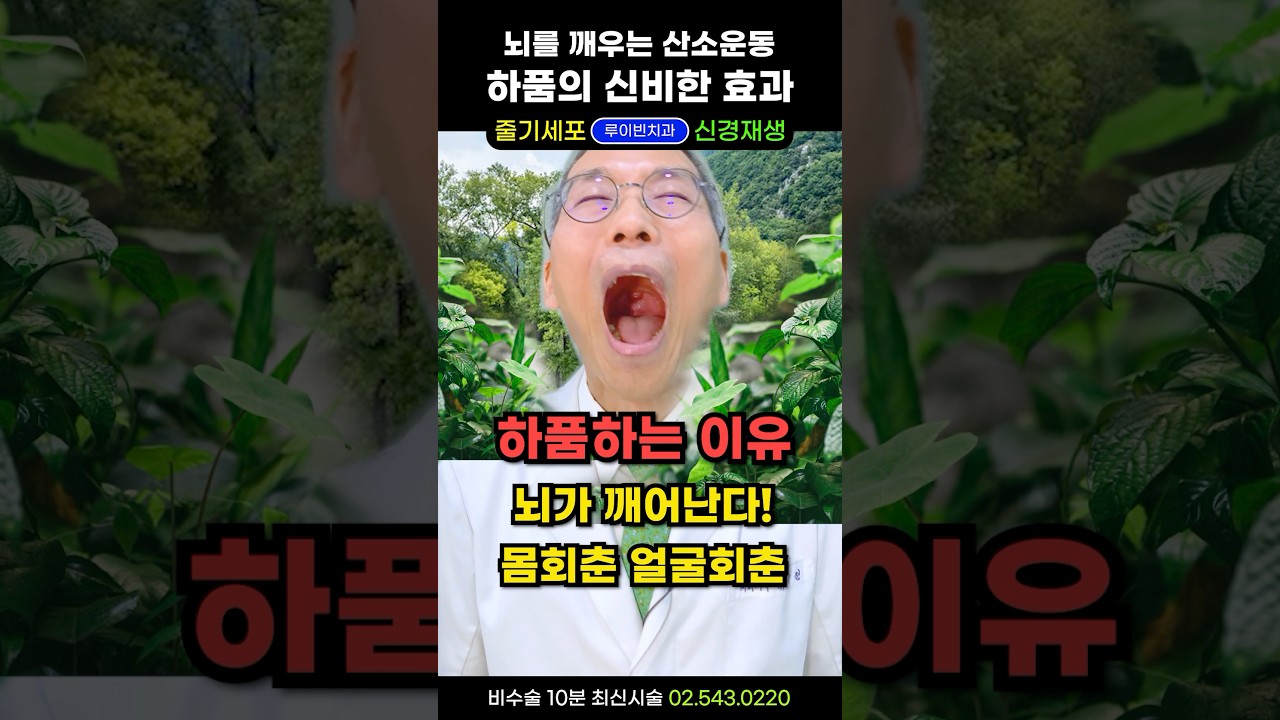 뇌를 깨우는 산소운동
하품의 신비한 효과
줄기세포 루이빈치과 신경재생
하품하는 이유
뇌가 깨어난다!
몸회춘 얼굴회춘
비수술 10분 최신시술 02.543.0220